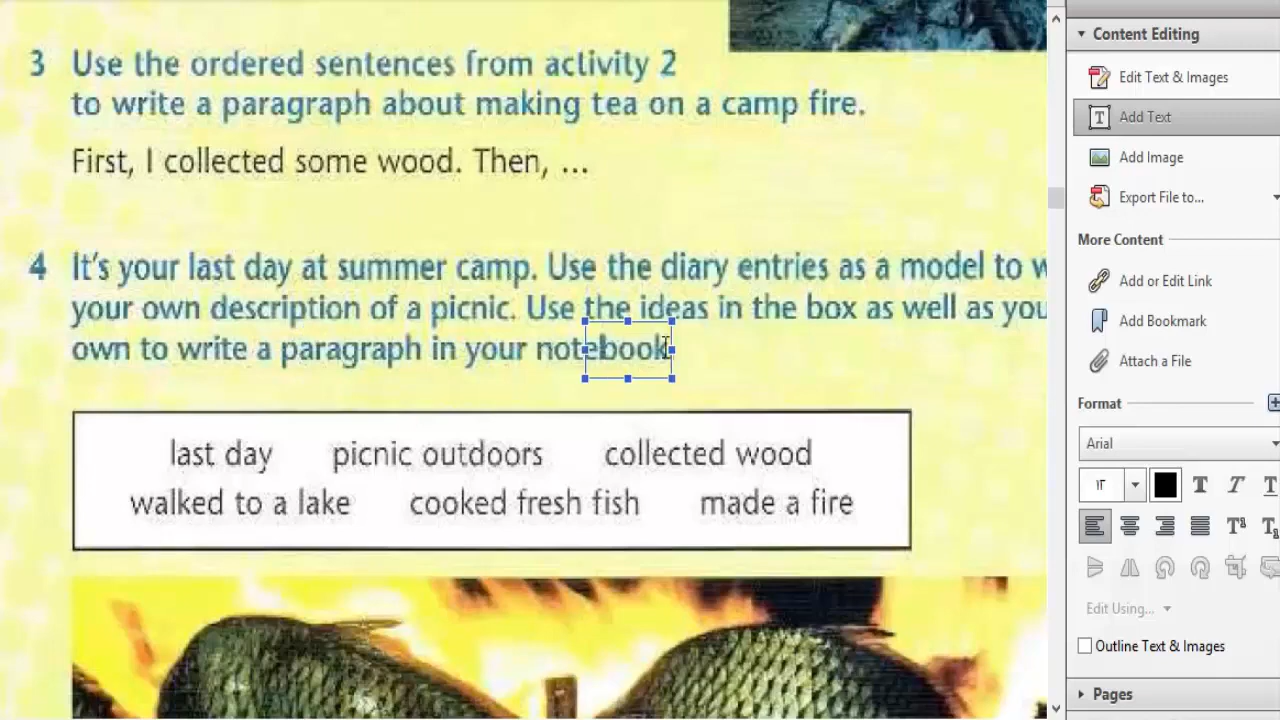 3 Use the ordered sentences from activity 2
to write a paragraph about making tea on a camp fire.
First, I collected some wood. Then, ...
4 It's your last day at summer camp. Use the diary entries as a model to w
your own description of a picnic. Use the ideas in the box as well as you
own to write a paragraph in your notebook
last day picnic outdoors collected wood
walked to a lake cooked fresh fish made a fire
Content Editing
Edit Text & Images
Add Text
Add Image
Export File to...
More Content
Add or Edit Link
Add Bookmark
Attach a File
Format
Arial
١٢
Edit Using...
Outline Text & Images
Pages